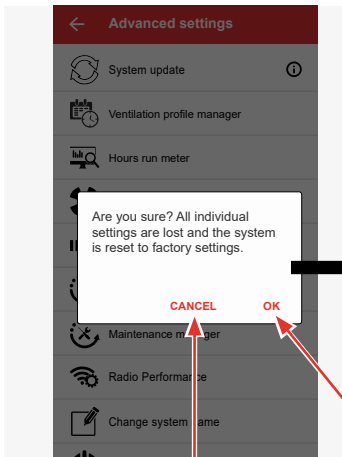 Advanced settings
System update
Ventilation profile manager
Hours run meter
Are you sure? All individual
settings are lost and the system
is reset to factory settings.
CANCEL OK
Maintenance
Radio Performance
Change system name